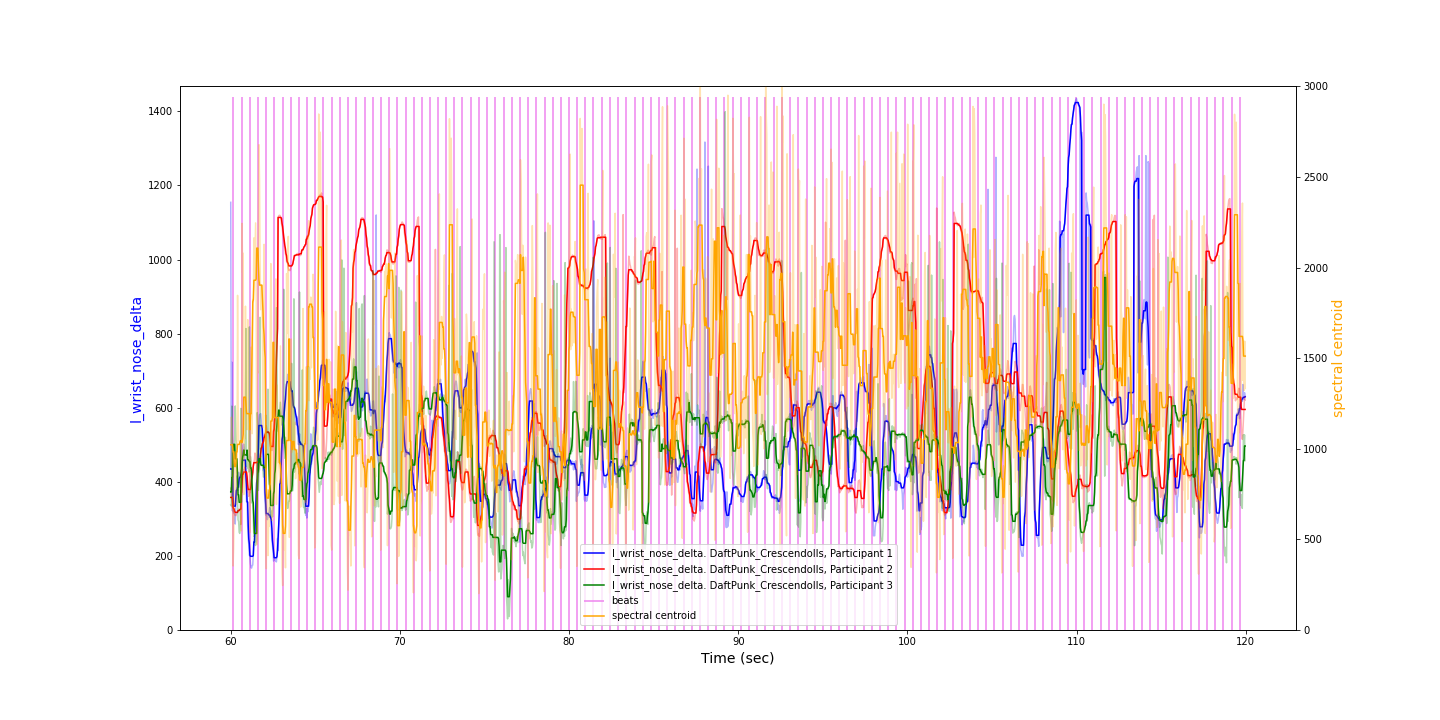 1400
1200
1000
800
600
400
200
0
l_wrist_nose_delta
3000
2500
2000
1500
1000
500
0
spectral centroid
l_wrist_nose_delta. DaftPunk_Crescendolls, Participant 1
l_wrist_nose_delta. DaftPunk_Crescendolls, Participant 2
l_wrist_nose_delta. DaftPunk_Crescendolls, Participant 3
beats
spectral centroid
60 70 80 90 100 110 120
Time (sec)